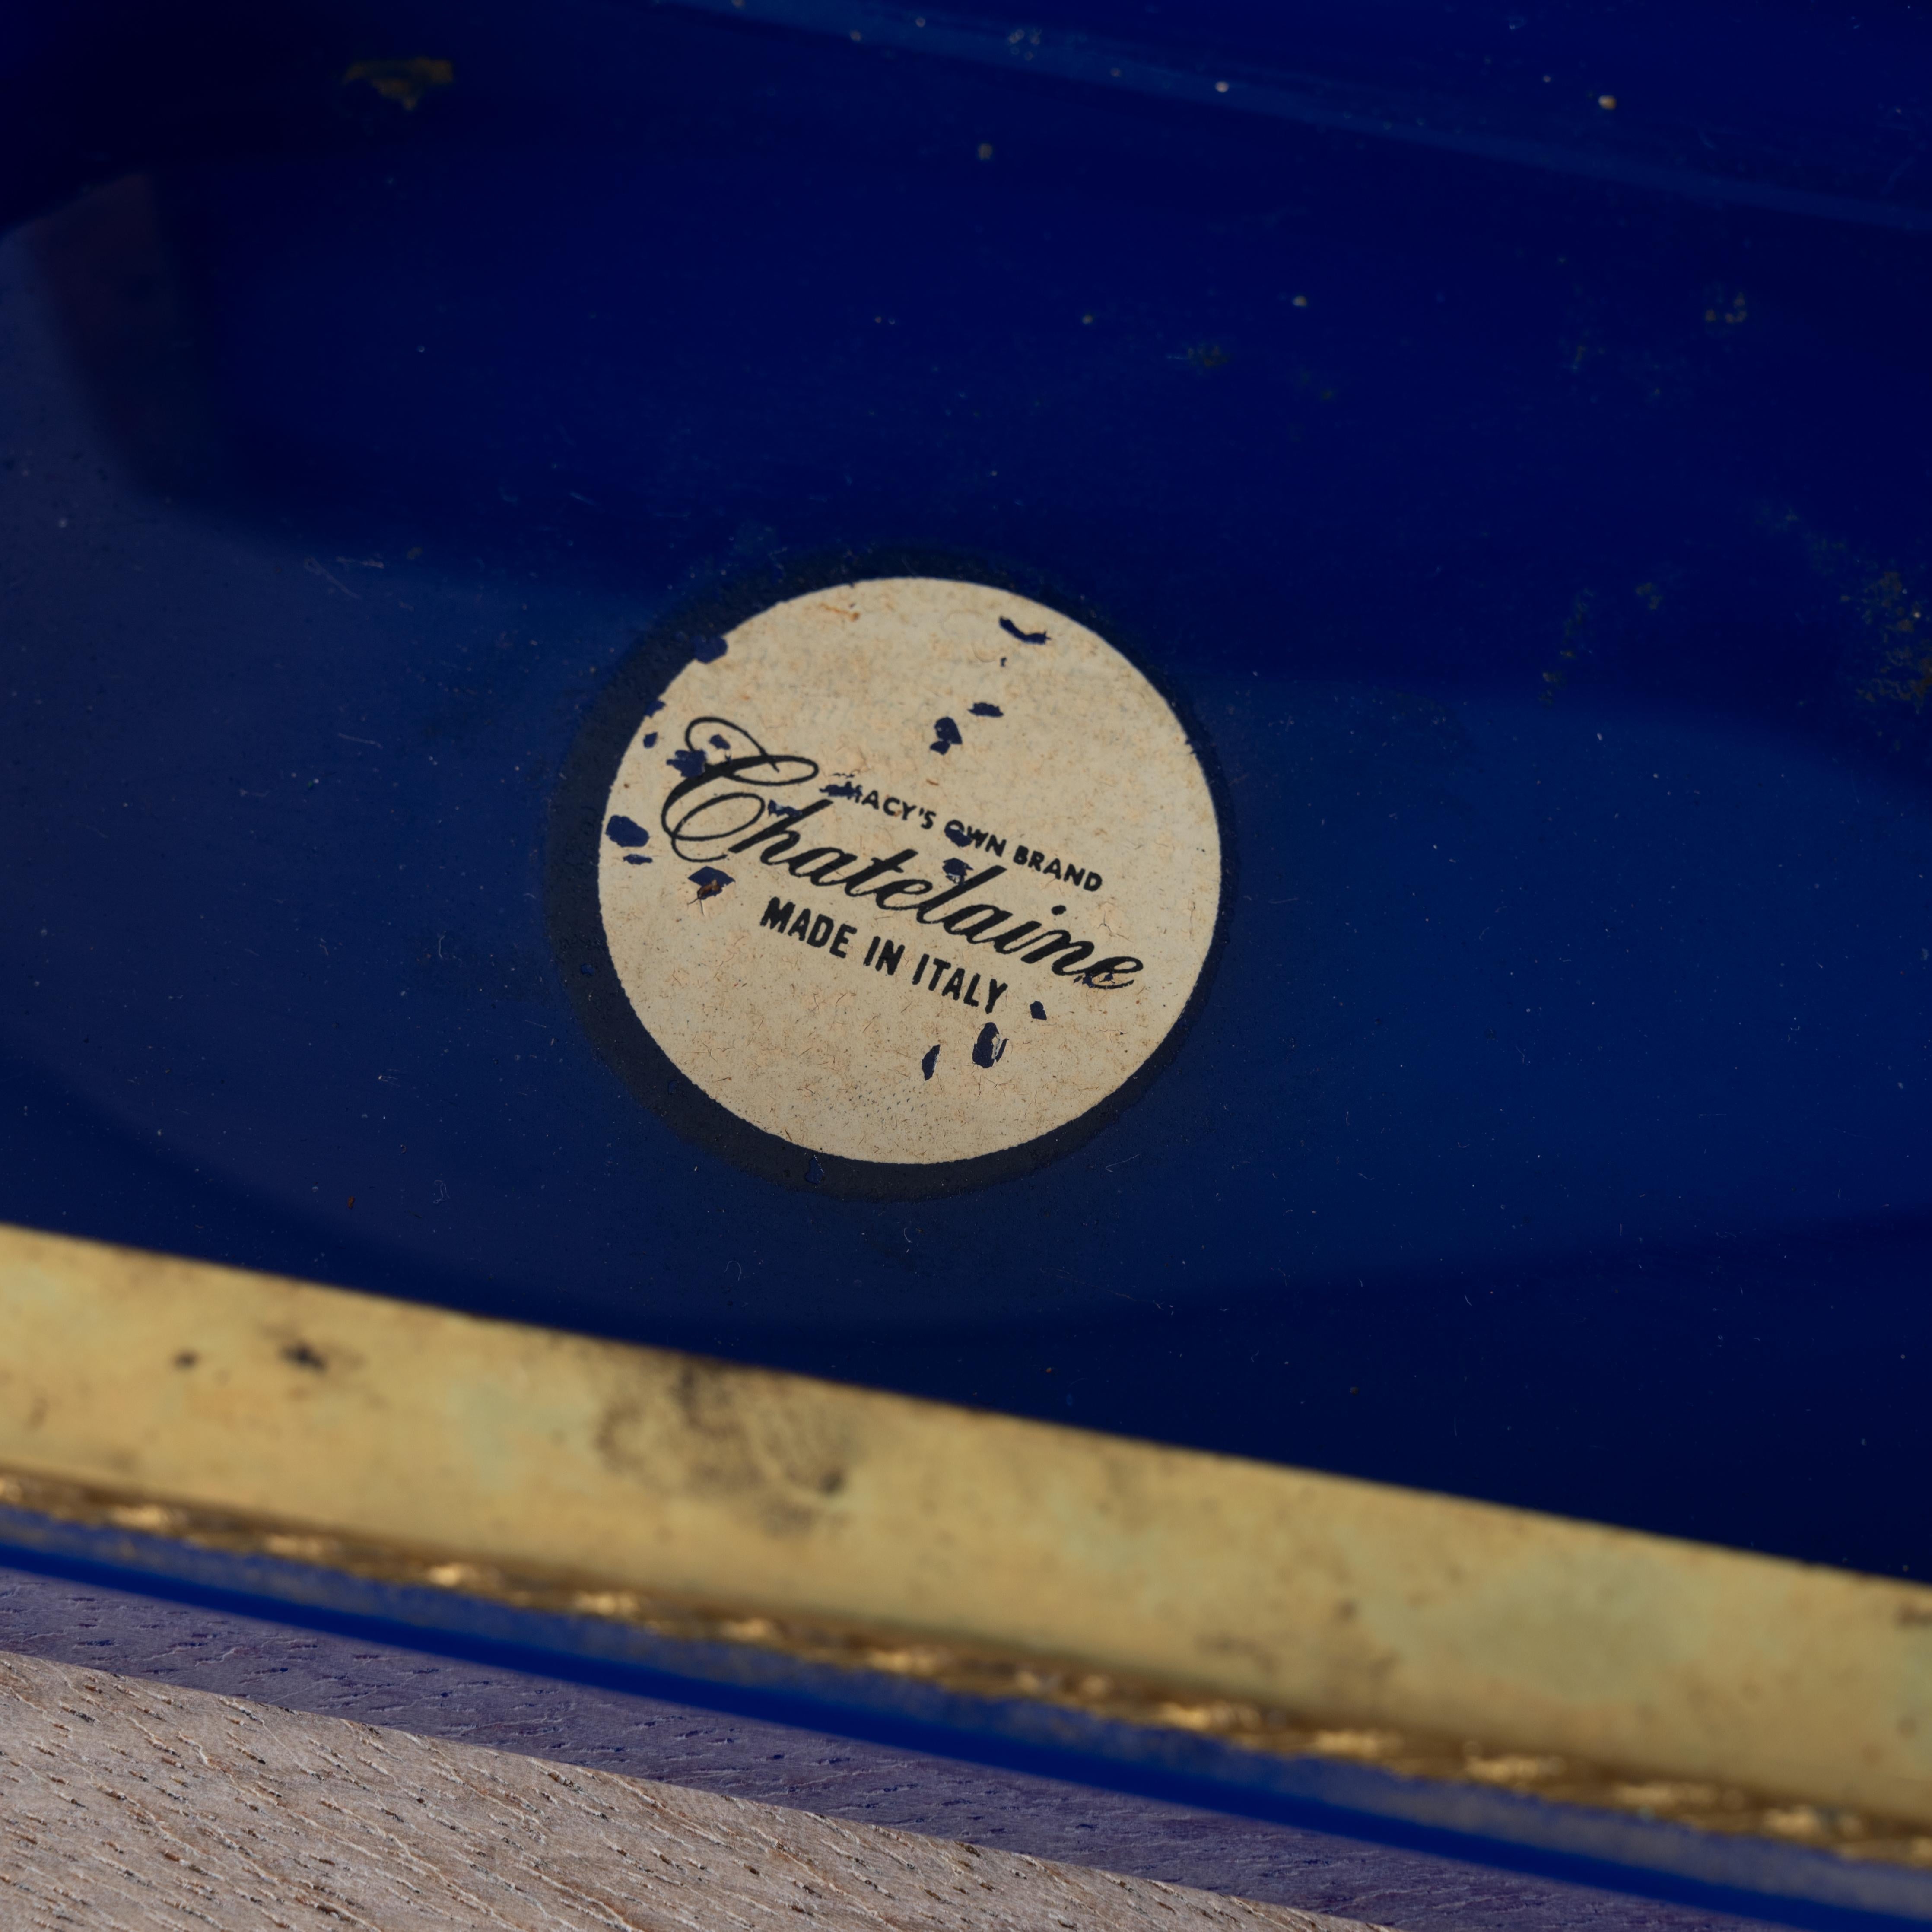 MACY'S OWN BRAND
Chatelaine
MADE IN ITALY